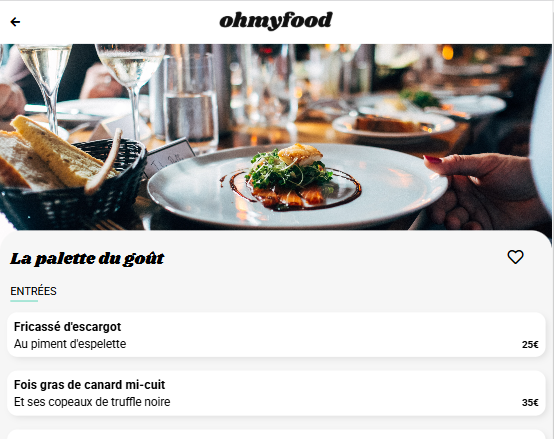 ohmyfood
La palette du goût
ENTRÉES
Fricassé d'escargot
Au piment d'espelette
25€
Fois gras de canard mi-cuit
Et ses copeaux de truffle noire
35€